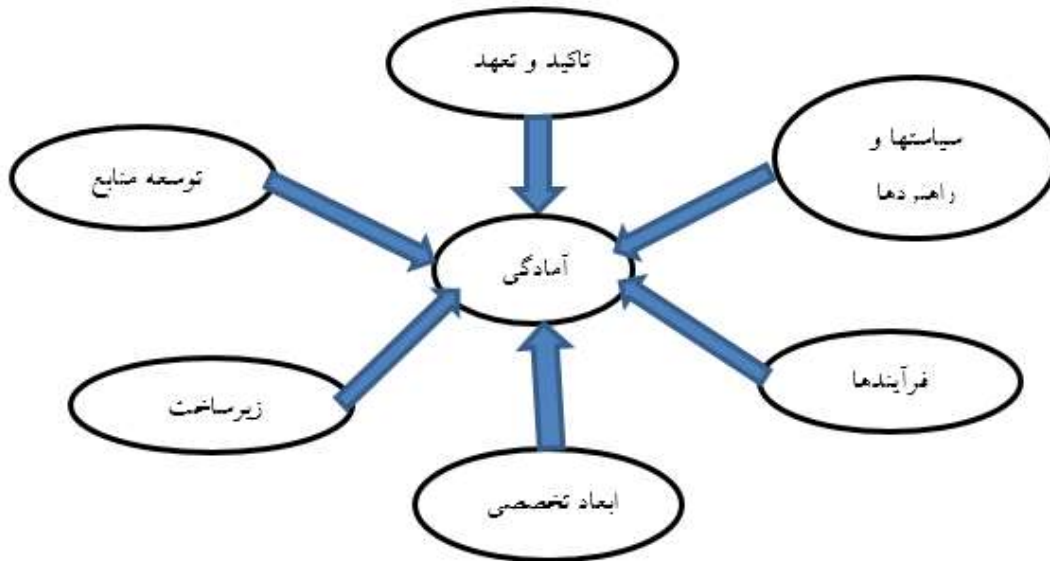 تاکید و تعهد
سیاستها و
راهبردها
توسعه منابع
آمادگی
فرآیندها
زیرساخت
ابعاد تخصصی